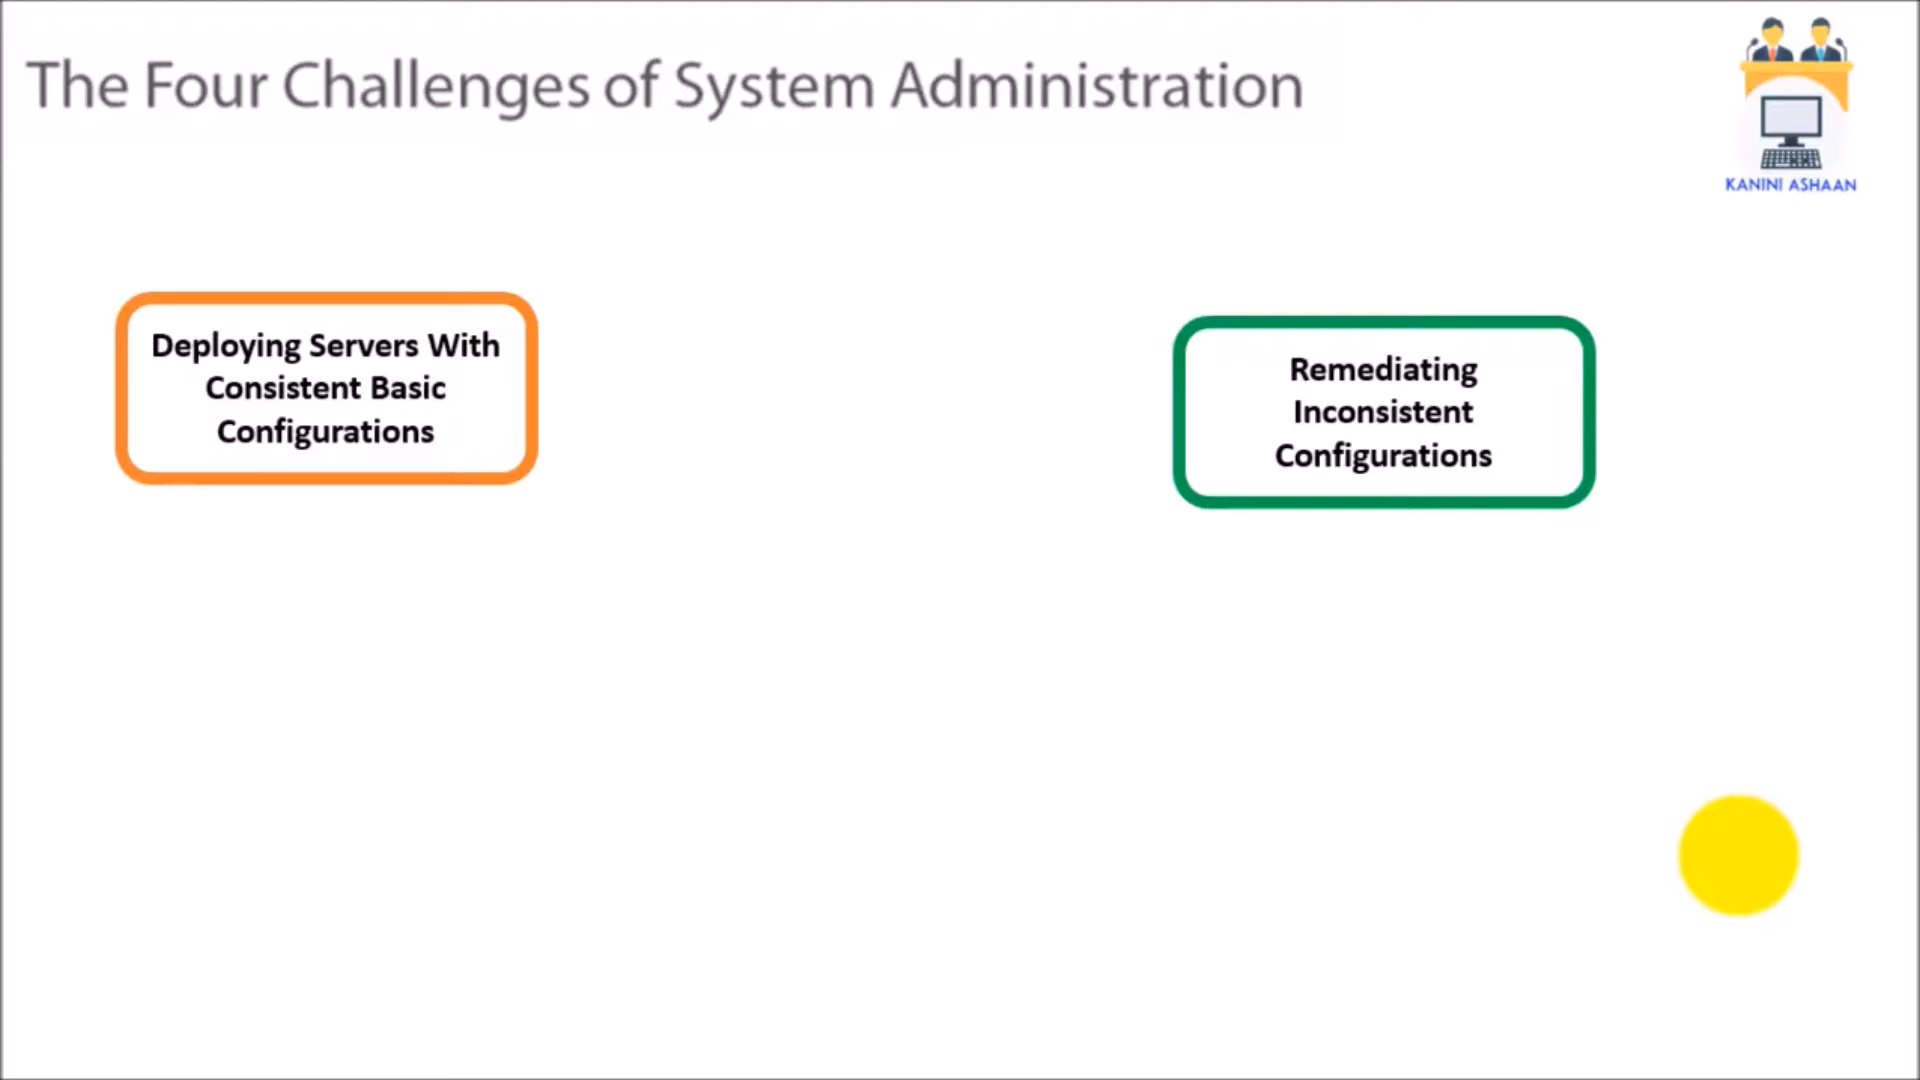 The Four Challenges of System Administration
KANINI ASHAAN
Deploying Servers With
Consistent Basic
Configurations
Remediating
Inconsistent
Configurations